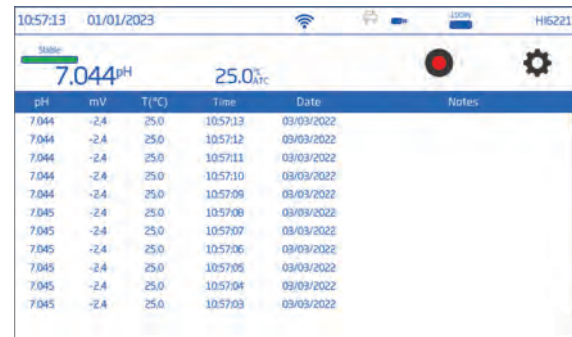 10:57:13 01/01/2023 HI6221
Stable
7.044pH 25.0°C ATC
pH mV T(°C) Time Date Notes
7.044 -2.4 25.0 10:57:13 03/03/2022
7.044 -2.4 25.0 10:57:12 03/03/2022
7.044 -2.4 25.0 10:57:11 03/03/2022
7.044 -2.4 25.0 10:57:10 03/03/2022
7.044 -2.4 25.0 10:57:09 03/03/2022
7.045 -2.4 25.0 10:57:08 03/03/2022
7.045 -2.4 25.0 10:57:07 03/03/2022
7.045 -2.4 25.0 10:57:06 03/03/2022
7.045 -2.4 25.0 10:57:05 03/03/2022
7.045 -2.4 25.0 10:57:04 03/03/2022
7.045 -2.4 25.0 10:57:03 03/03/2022